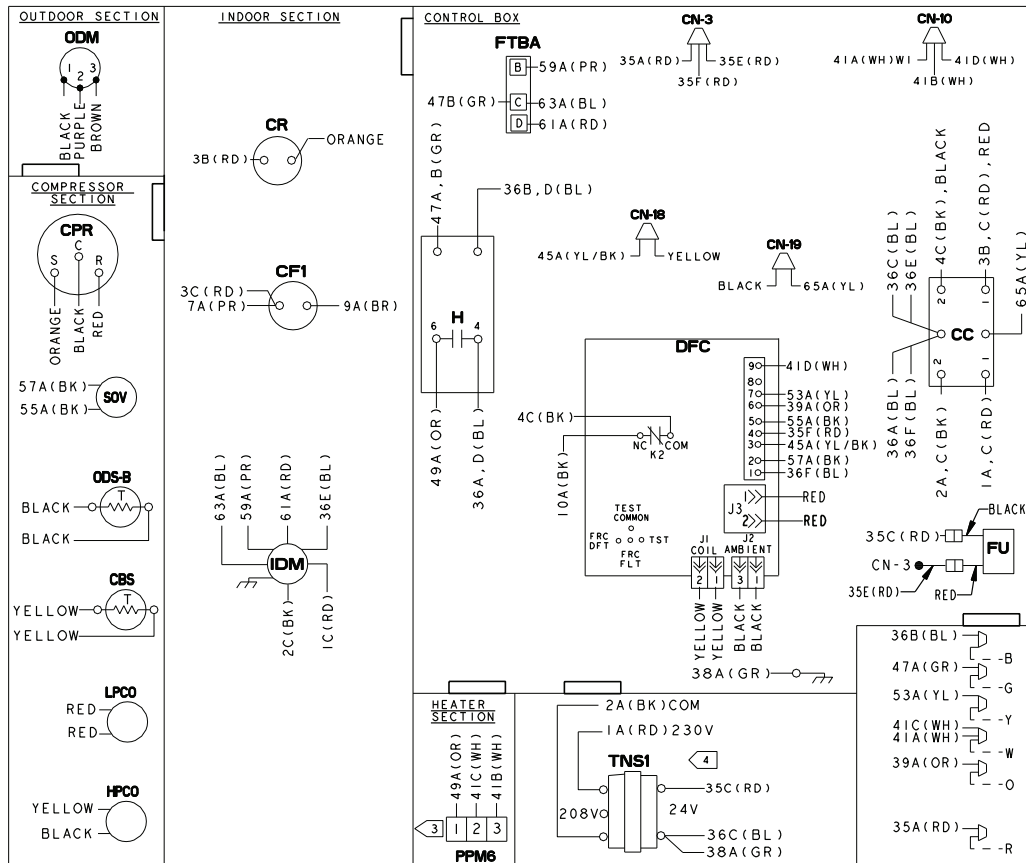 OUTDOOR SECTION
ODM
1 2 3
BLACK
PURPLE
BROWN
COMPRESSOR
SECTION
CPR
C
S R
ORANGE
BLACK
RED
57A(BK)
55A(BK)
SOV
ODS-B
T
BLACK
BLACK
CBS
T
YELLOW
YELLOW
LPCO
RED
RED
HPCO
YELLOW
BLACK
INDOOR SECTION
CR
3B(RD)
ORANGE
CF1
3C(RD)
7A(PR)
9A(BR)
63A(BL)
59A(PR)
61A(RD)
36E(BL)
IDM
2C(BK)
1C(RD)
CONTROL BOX
FTBA
B 59A(PR)
47B(GR) C 63A(BL)
D 61A(RD)
CN-3
35A(RD) 35E(RD)
35F(RD)
CN-10
41A(WH)W1 41D(WH)
41B(WH)
47A,B(GR)
36B,D(BL)
H
6 4
49A(OR)
36A,D(BL)
CN-18
45A(YL/BK) YELLOW
CN-19
BLACK 65A(YL)
36C(BL)
36E(BL)
4C(BK),BLACK
3B,C(RD),RED
65A(YL)
2 1
CC
2 1
36A(BL)
36F(BL)
2A,C(BK)
1A,C(RD)
DFC
9 41D(WH)
8
7 53A(YL)
6 39A(OR)
5 55A(BK)
4 35F(RD)
3 45A(YL/BK)
2 57A(BK)
1 36F(BL)
4C(BK)
NC COM
K2
10A(BK)
J3
1 RED
2 RED
TEST
COMMON
FRC
DFT
TST
FRC
FLT
J1
COIL
J2
AMBIENT
2 1 3 1
YELLOW
YELLOW
BLACK
BLACK
38A(GR)
BLACK
35C(RD)
FU
CN-3
35E(RD)
RED
36B(BL)
B
47A(GR)
G
53A(YL)
Y
41C(WH)
41A(WH)
W
39A(OR)
O
35A(RD)
R
HEATER
SECTION
49A(OR)
41C(WH)
41B(WH)
3
1 2 3
PPM6
2A(BK)COM
1A(RD)230V
TNS1
4
35C(RD)
208V
24V
36C(BL)
38A(GR)